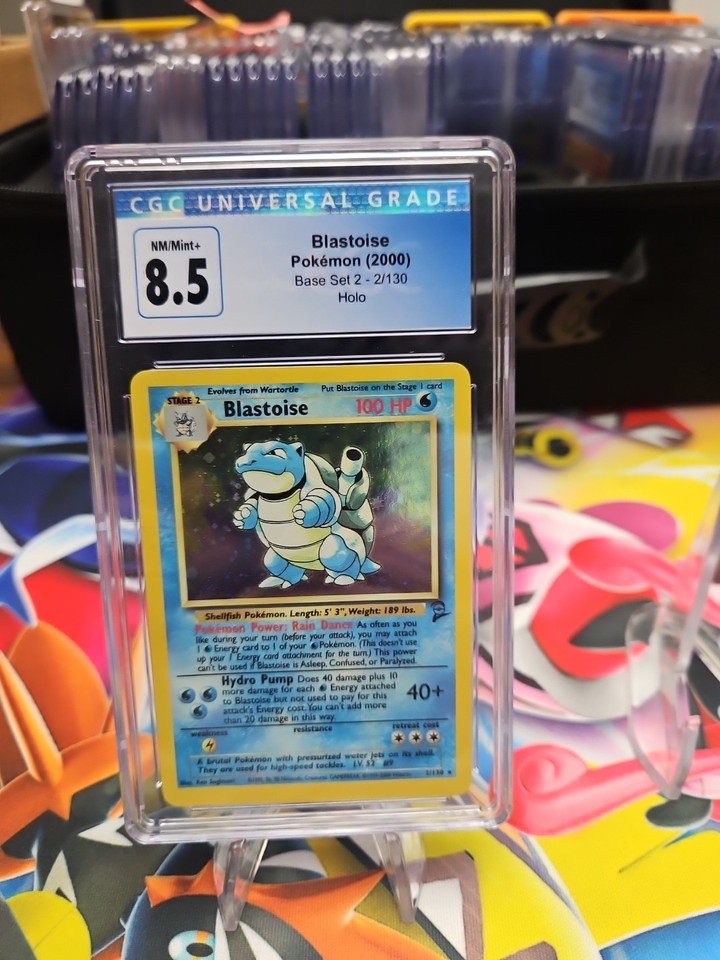 CGC UNIVERSAL GRADE
NM/Mint+
8.5
Blastoise
Pokémon (2000)
Base Set 2 - 2/130
Holo
Evolves from Wartortle
Put Blastoise on the Stage 1 card
STAGE 2
Blastoise
100 HP
Shellfish Pokémon. Length: 5' 3", Weight: 189 lbs.
Pokémon Power: Rain Dance As often as you
like during your turn (before your attack), you may attach
1 Energy card to 1 of your Pokémon. (This doesn't use
up your 1 Energy card attachment for the turn.) This power
can't be used if Blastoise is Asleep, Confused, or Paralyzed.
Hydro Pump Does 40 damage plus 10
more damage for each Energy attached
to Blastoise but not used to pay for this
attack's Energy cost. You can't add more
than 20 damage in this way.
40+
weakness
resistance
retreat cost
A brutal Pokémon with pressurized water jets on its shell.
They are used for high-speed tackles. LV. 52 #9
2/130